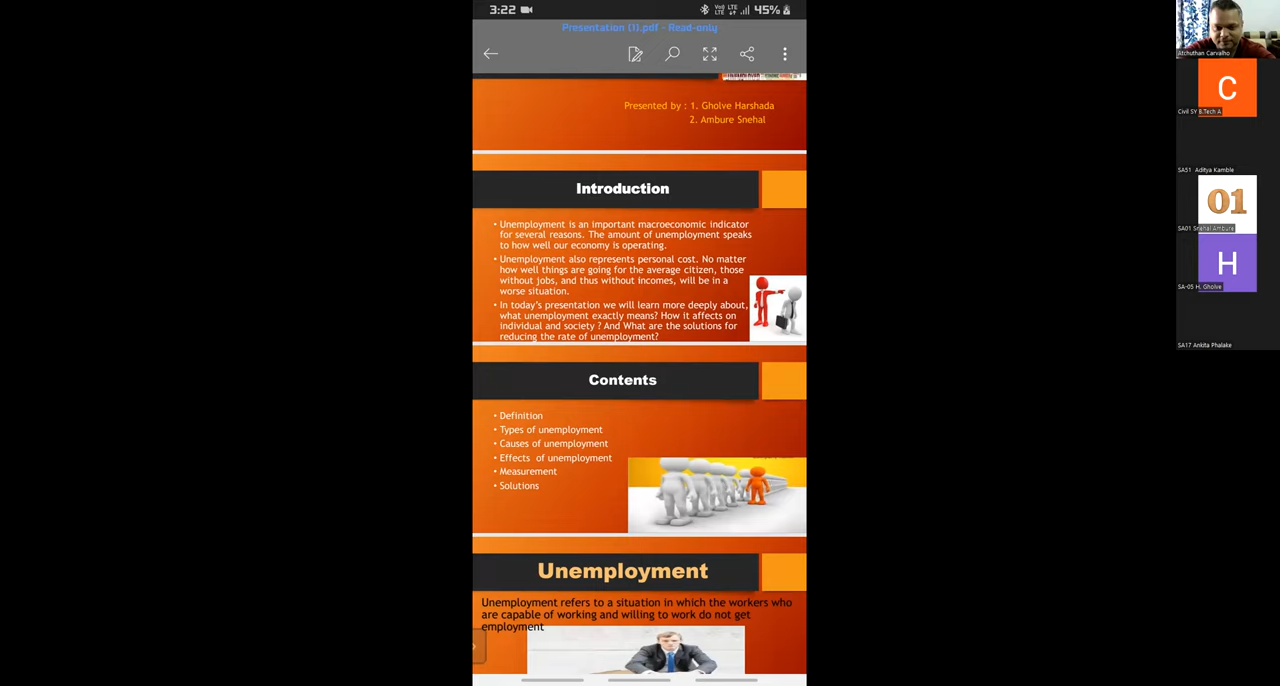 3:22
45%
Presentation (1).pdf - Read-only
Presented by : 1. Gholve Harshada
2. Ambure Snehal
Introduction
• Unemployment is an important macroeconomic indicator
for several reasons. The amount of unemployment speaks
to how well our economy is operating.
• Unemployment also represents personal cost. No matter
how well things are going for the average citizen, those
without jobs, and thus without incomes, will be in a
worse situation.
• In today's presentation we will learn more deeply about,
what unemployment exactly means? How it affects on
individual and society ? And What are the solutions for
reducing the rate of unemployment?
Contents
• Definition
• Types of unemployment
• Causes of unemployment
• Effects of unemployment
• Measurement
• Solutions
Unemployment
Unemployment refers to a situation in which the workers who
are capable of working and willing to work do not get
employment
Atchuthan Carvalho
C
Civil SY B.Tech A
SA51 Aditya Kamble
01
SA01 Snehal Ambure
H
SA-05 H. Gholve
SA17 Ankita Phalake